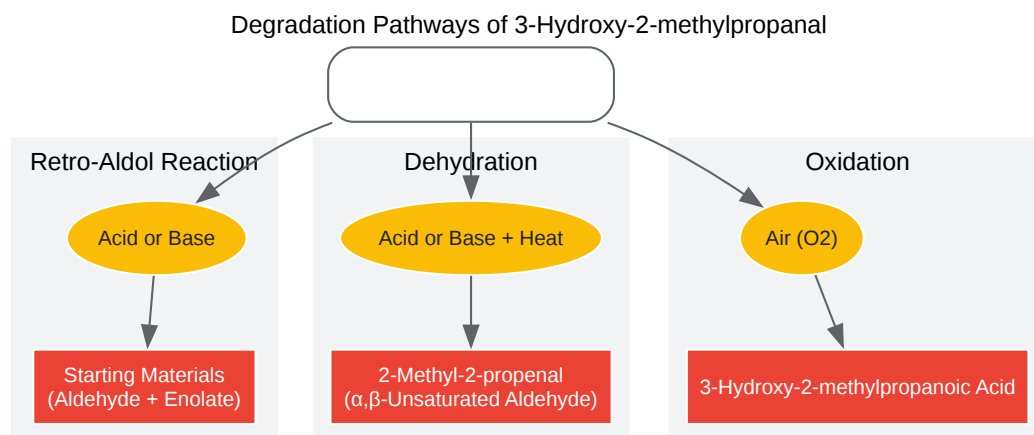 Degradation Pathways of 3-Hydroxy-2-methylpropanal
Retro-Aldol Reaction
Dehydration
Oxidation
Acid or Base
Acid or Base + Heat
Air (O2)
Starting Materials
(Aldehyde + Enolate)
2-Methyl-2-propenal
(α,β-Unsaturated Aldehyde)
3-Hydroxy-2-methylpropanoic Acid